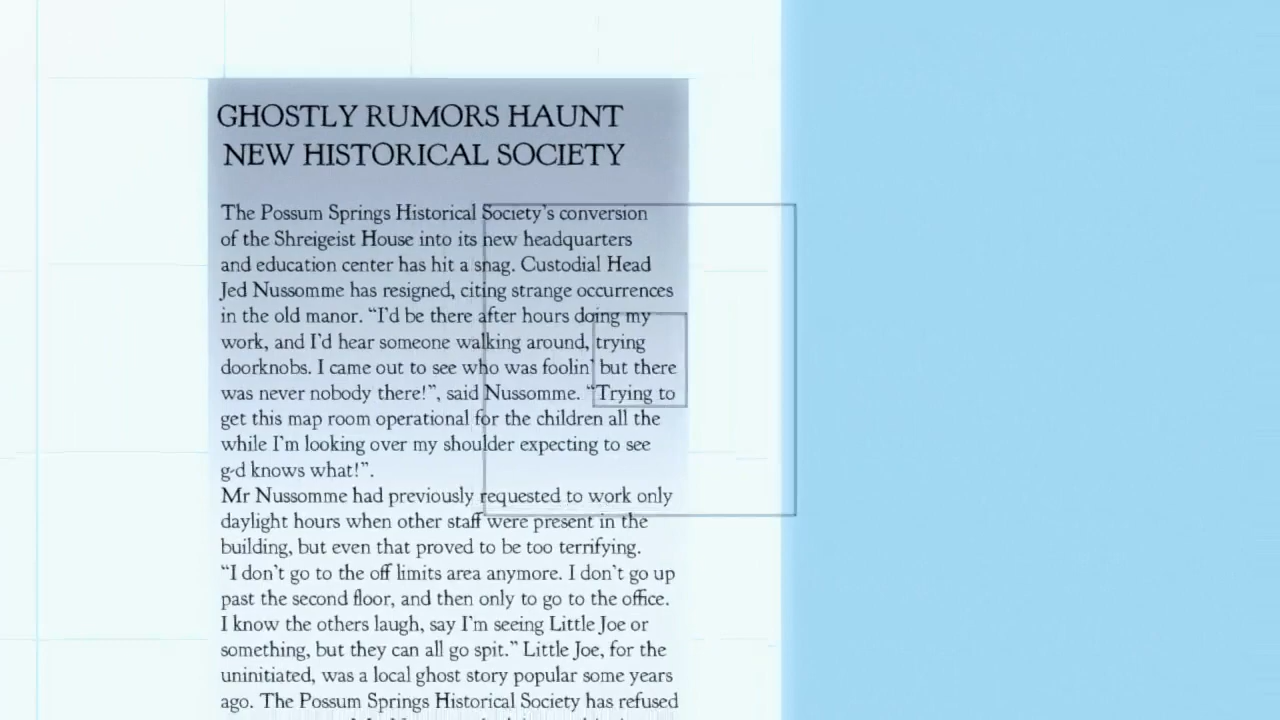 GHOSTLY RUMORS HAUNT
NEW HISTORICAL SOCIETY
The Possum Springs Historical Society's conversion
of the Shreigeist House into its new headquarters
and education center has hit a snag. Custodial Head
Jed Nussomme has resigned, citing strange occurrences
in the old manor. “I'd be there after hours doing my
work, and I'd hear someone walking around, trying
doorknobs. I came out to see who was foolin' but there
was never nobody there!”, said Nussomme. “Trying to
get this map room operational for the children all the
while I'm looking over my shoulder expecting to see
g-d knows what!”.
Mr Nussomme had previously requested to work only
daylight hours when other staff were present in the
building, but even that proved to be too terrifying.
“I don't go to the off limits area anymore. I don't go up
past the second floor, and then only to go to the office.
I know the others laugh, say I'm seeing Little Joe or
something, but they can all go spit.” Little Joe, for the
uninitiated, was a local ghost story popular some years
ago. The Possum Springs Historical Society has refused